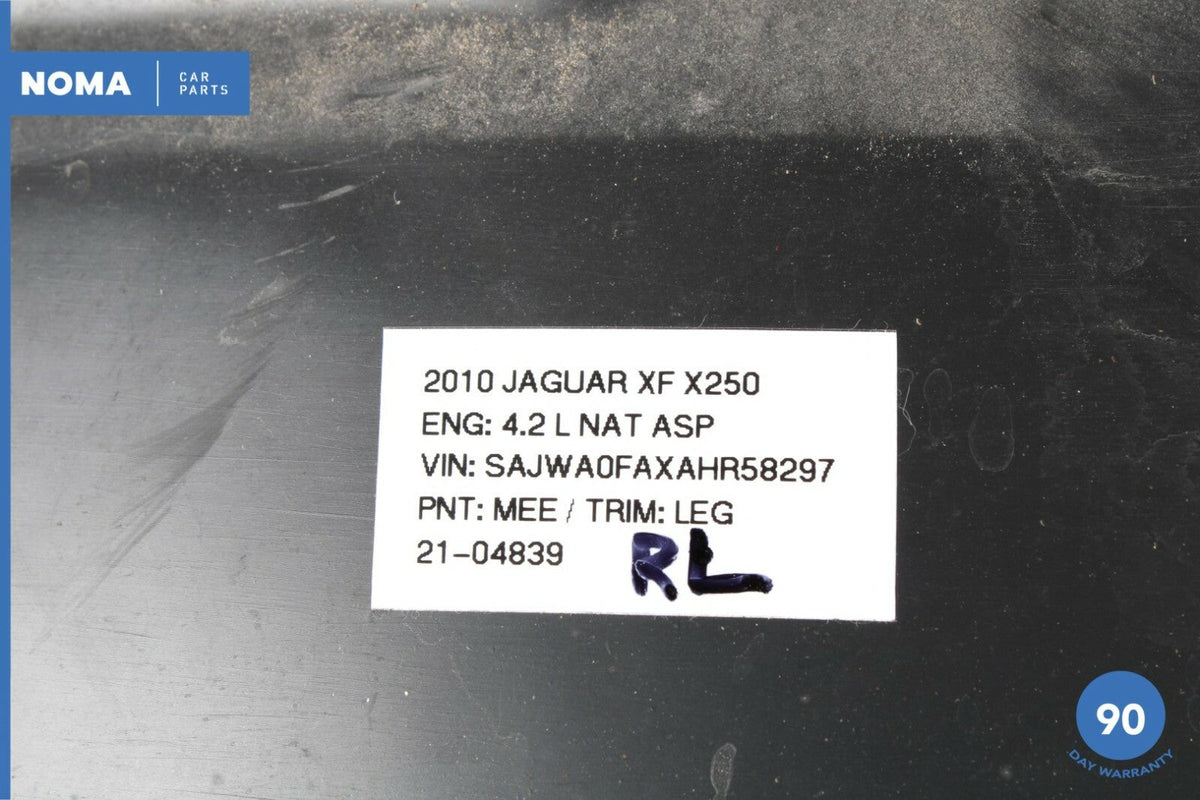 NOMA
CAR
PARTS
2010 JAGUAR XF X250
ENG: 4.2 L NAT ASP
VIN: SAJWA0FAXAHR58297
PNT: MEE / TRIM: LEG
21-04839 RL
90
DAY WARRANTY